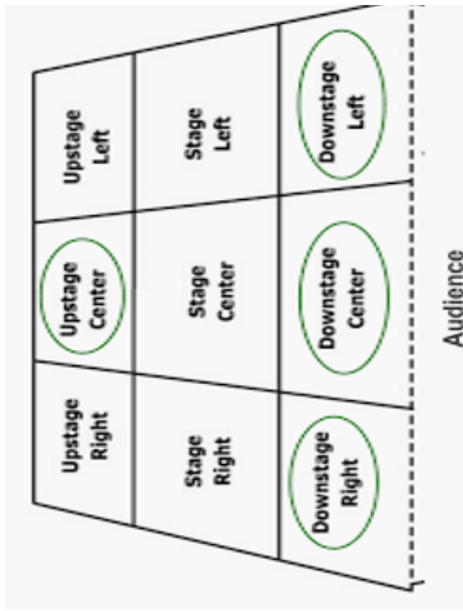 Upstage
Right
Upstage
Center
Upstage
Left
Stage
Right
Stage
Center
Stage
Left
Downstage
Right
Downstage
Center
Downstage
Left
Audience